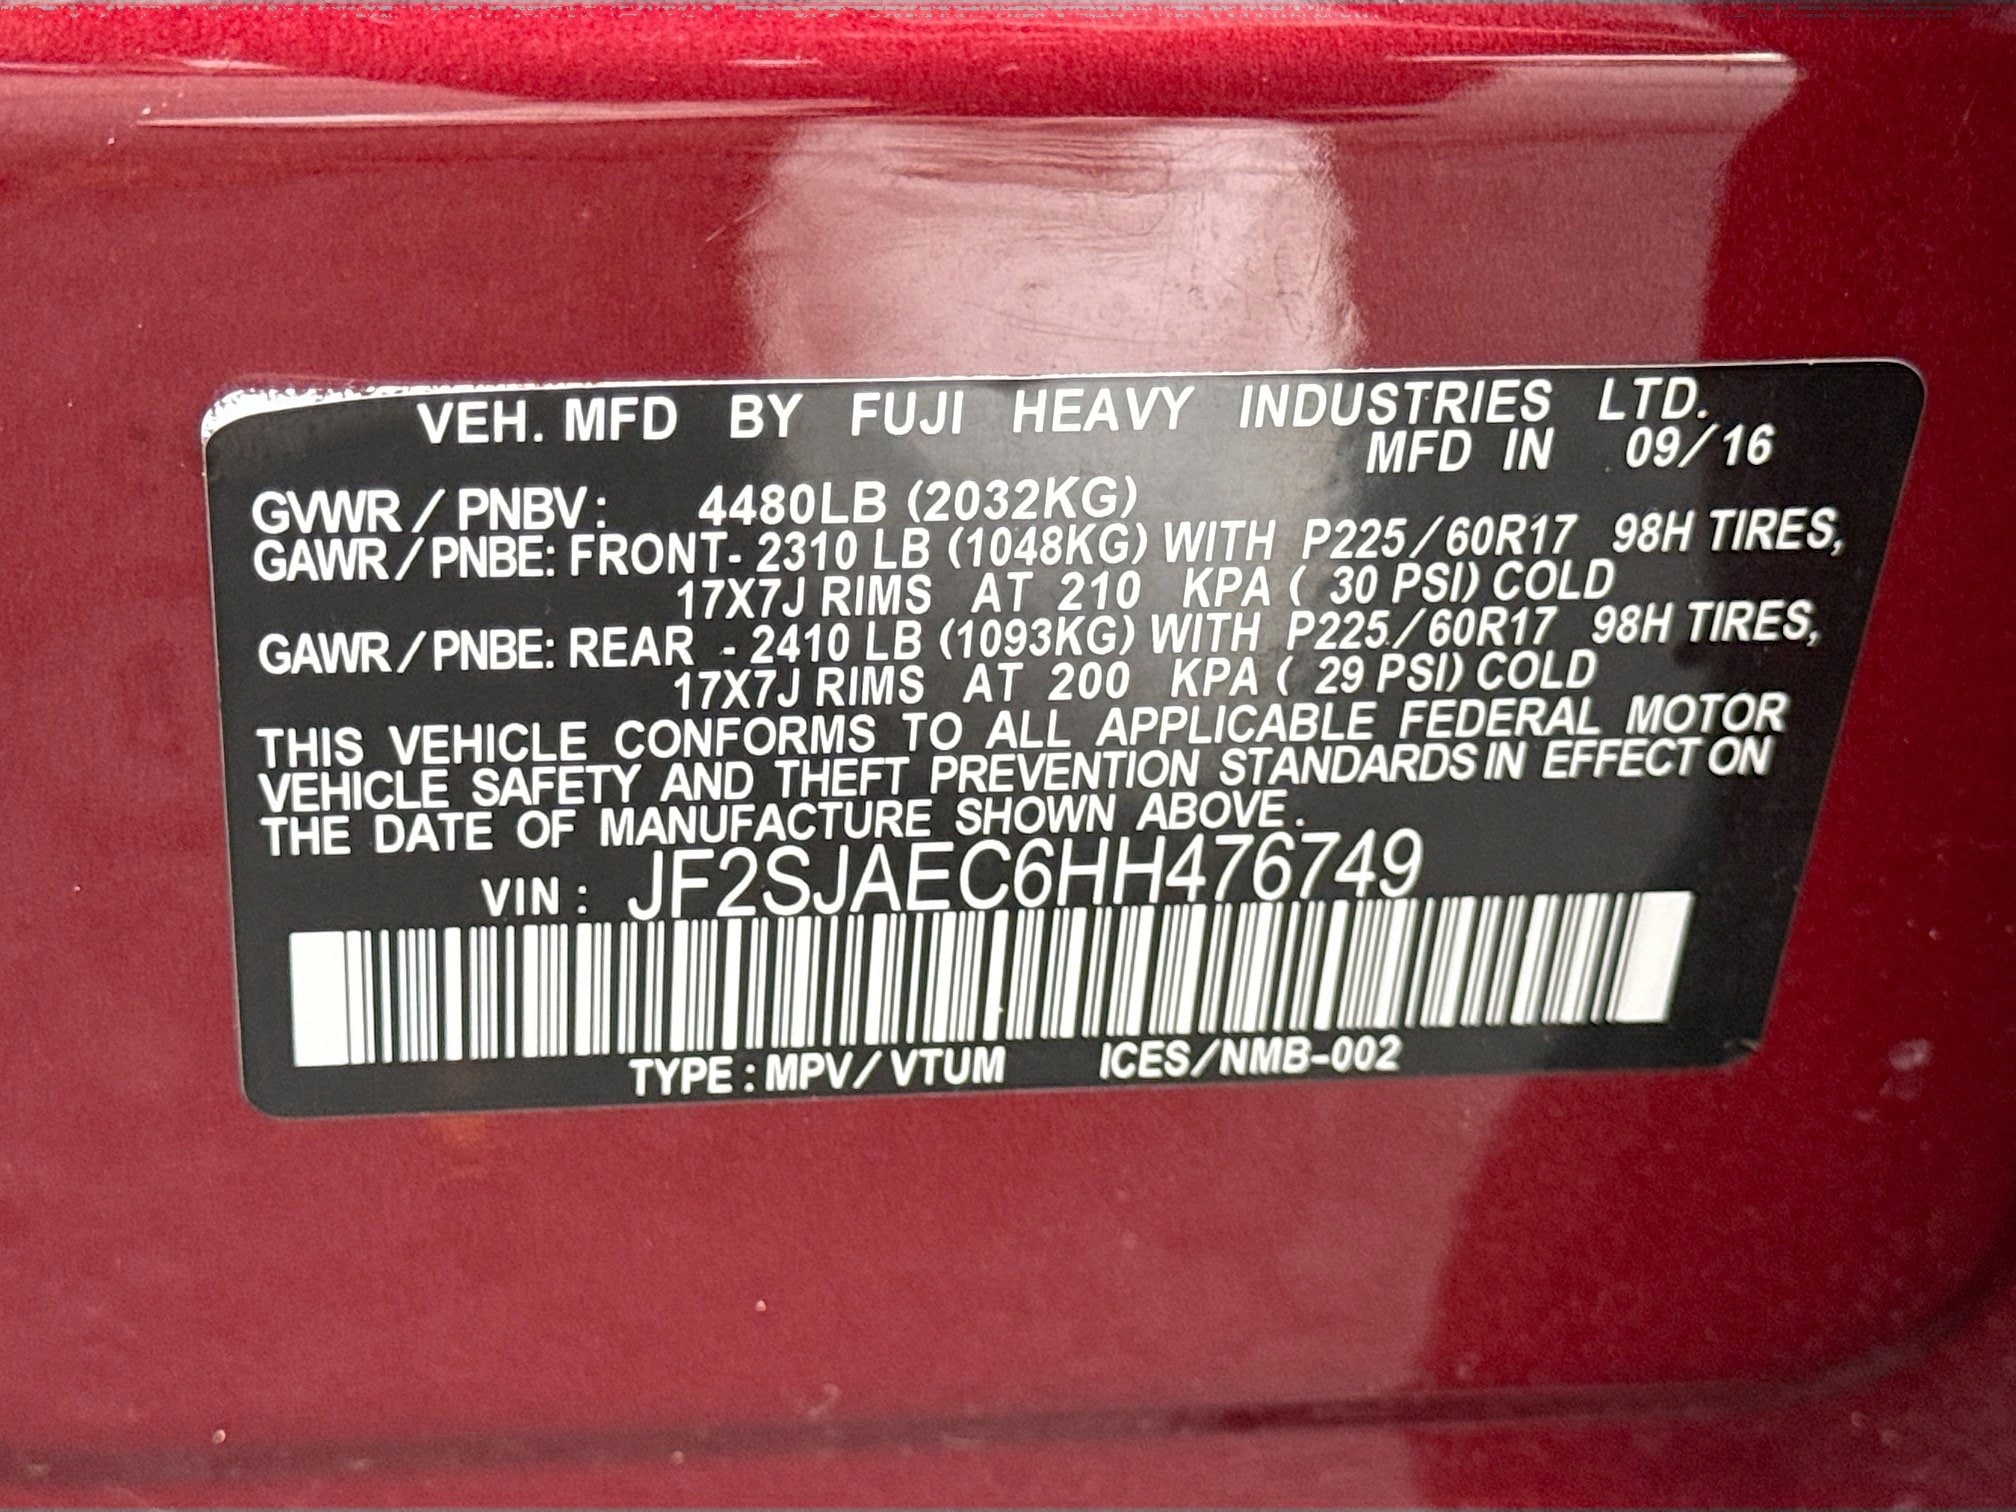 VEH. MFD BY FUJI HEAVY INDUSTRIES LTD.
MFD IN 09/16
GVWR / PNBV: 4480LB (2032KG)
GAWR / PNBE: FRONT- 2310 LB (1048KG) WITH P225/60R17 98H TIRES,
17X7J RIMS AT 210 KPA ( 30 PSI) COLD
GAWR / PNBE: REAR - 2410 LB (1093KG) WITH P225/60R17 98H TIRES,
17X7J RIMS AT 200 KPA ( 29 PSI) COLD
THIS VEHICLE CONFORMS TO ALL APPLICABLE FEDERAL MOTOR
VEHICLE SAFETY AND THEFT PREVENTION STANDARDS IN EFFECT ON
THE DATE OF MANUFACTURE SHOWN ABOVE.
VIN: JF2SJAEC6HH476749
TYPE: MPV/VTUM ICES/NMB-002